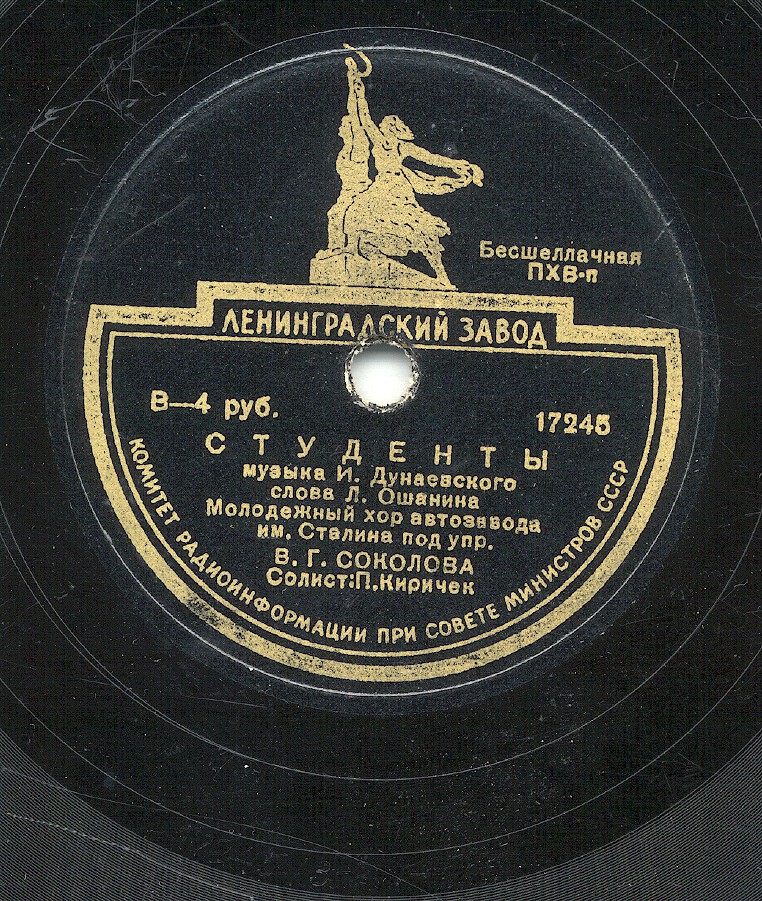 Бесшеллачная
ПХВ-п
ЛЕНИНГРАДСКИЙ ЗАВОД
В—4 руб.
17245
СТУДЕНТЫ
музыка И. Дунаевского
слова Л. Ошанина
Молодежный хор автозавода
им. Сталина под упр.
В. Г. СОКОЛОВА
Солист:П.Киричек
КОМИТЕТ РАДИОИНФОРМАЦИИ ПРИ СОВЕТЕ МИНИСТРОВ СССР